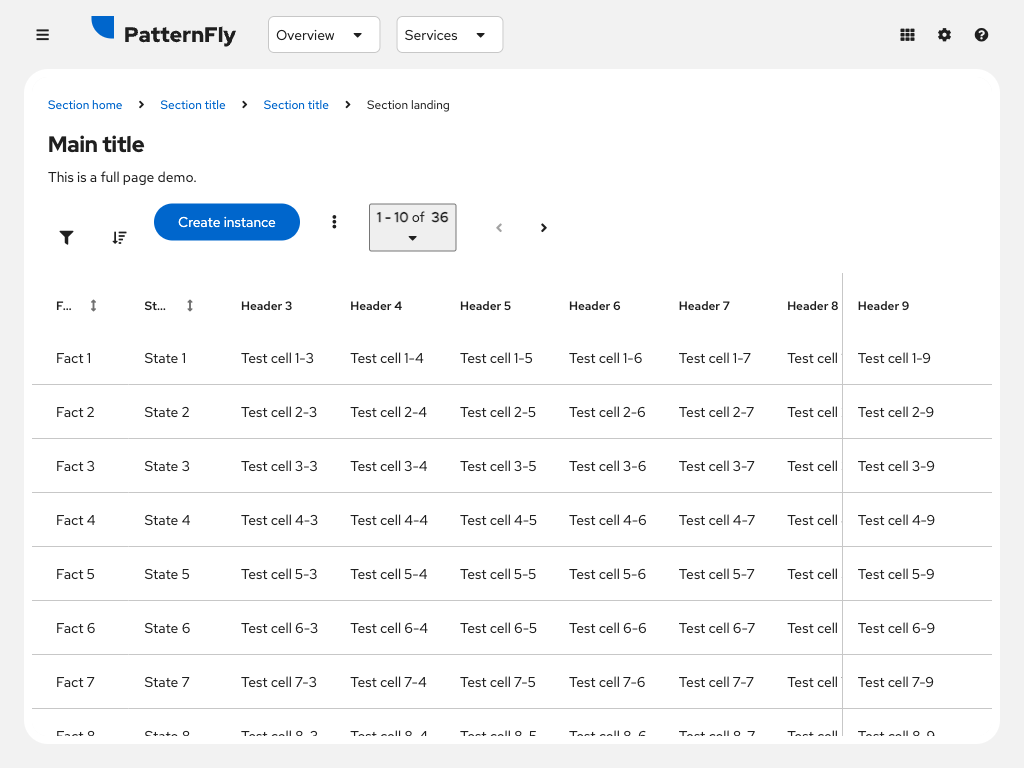 PatternFly Overview Services
Section home Section title Section title Section landing
Main title
This is a full page demo.
Create instance 1 - 10 of 36
F... St... Header 3 Header 4 Header 5 Header 6 Header 7 Header 8 Header 9
Fact 1 State 1 Test cell 1-3 Test cell 1-4 Test cell 1-5 Test cell 1-6 Test cell 1-7 Test cell Test cell 1-9
Fact 2 State 2 Test cell 2-3 Test cell 2-4 Test cell 2-5 Test cell 2-6 Test cell 2-7 Test cell Test cell 2-9
Fact 3 State 3 Test cell 3-3 Test cell 3-4 Test cell 3-5 Test cell 3-6 Test cell 3-7 Test cell Test cell 3-9
Fact 4 State 4 Test cell 4-3 Test cell 4-4 Test cell 4-5 Test cell 4-6 Test cell 4-7 Test cell Test cell 4-9
Fact 5 State 5 Test cell 5-3 Test cell 5-4 Test cell 5-5 Test cell 5-6 Test cell 5-7 Test cell Test cell 5-9
Fact 6 State 6 Test cell 6-3 Test cell 6-4 Test cell 6-5 Test cell 6-6 Test cell 6-7 Test cell Test cell 6-9
Fact 7 State 7 Test cell 7-3 Test cell 7-4 Test cell 7-5 Test cell 7-6 Test cell 7-7 Test cell Test cell 7-9
Fact 8 State 8 Test cell 8-3 Test cell 8-4 Test cell 8-5 Test cell 8-6 Test cell 8-7 Test cell Test cell 8-9